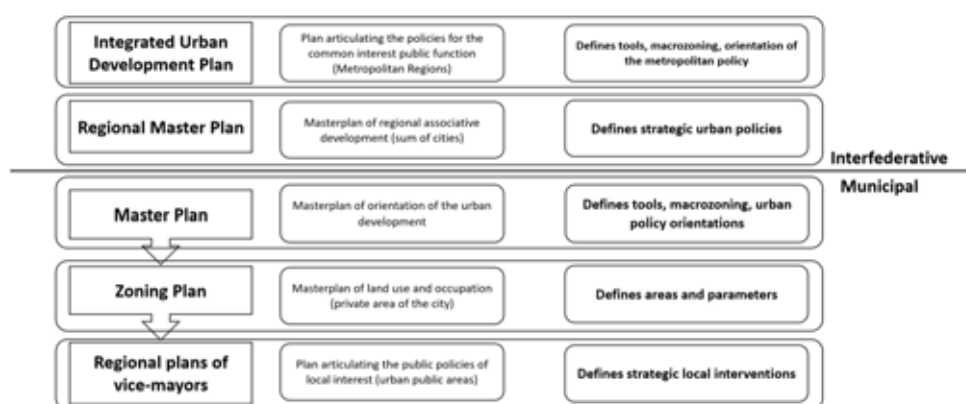 Integrated Urban
Development Plan
Plan articulating the policies for the
common interest public function
(Metropolitan Regions)
Defines tools, macrozoning, orientation of
the metropolitan policy
Regional Master Plan
Masterplan of regional associative
development (sum of cities)
Defines strategic urban policies
Interfederative
Municipal
Master Plan
Masterplan of orientation of the urban
development
Defines tools, macrozoning, urban
policy orientations
Zoning Plan
Masterplan of land use and occupation
(private area of the city)
Defines areas and parameters
Regional plans of
vice-mayors
Plan articulating the public policies of
local interest (urban public areas)
Defines strategic local interventions